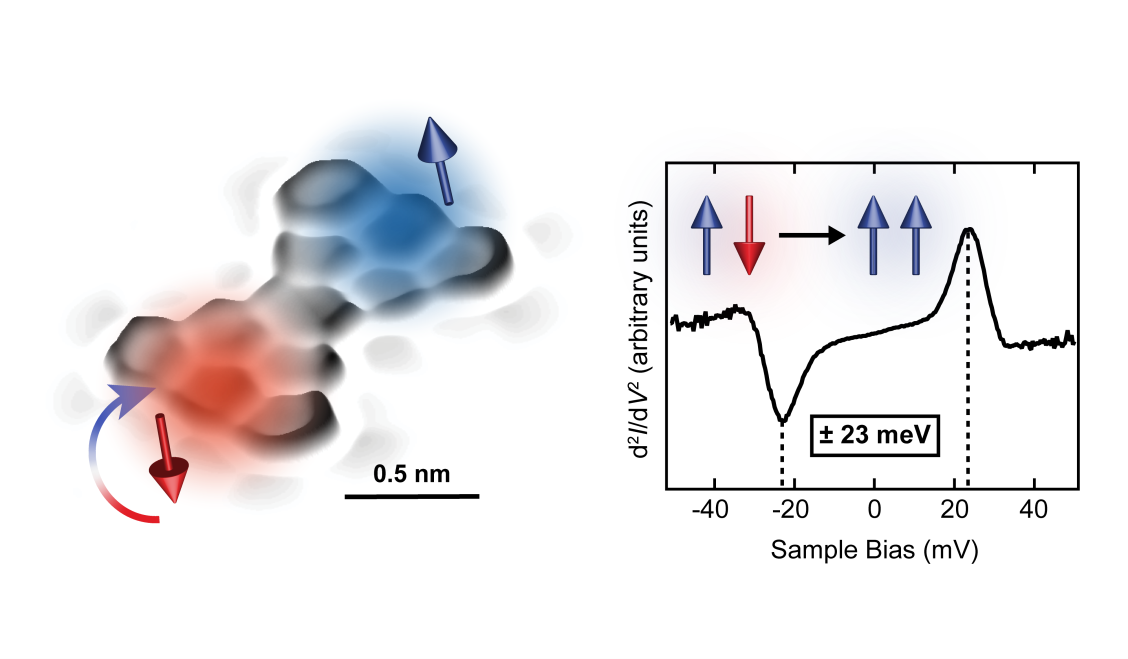 0.5 nm
d²I/dV² (arbitrary units)
± 23 meV
-40 -20 0 20 40
Sample Bias (mV)